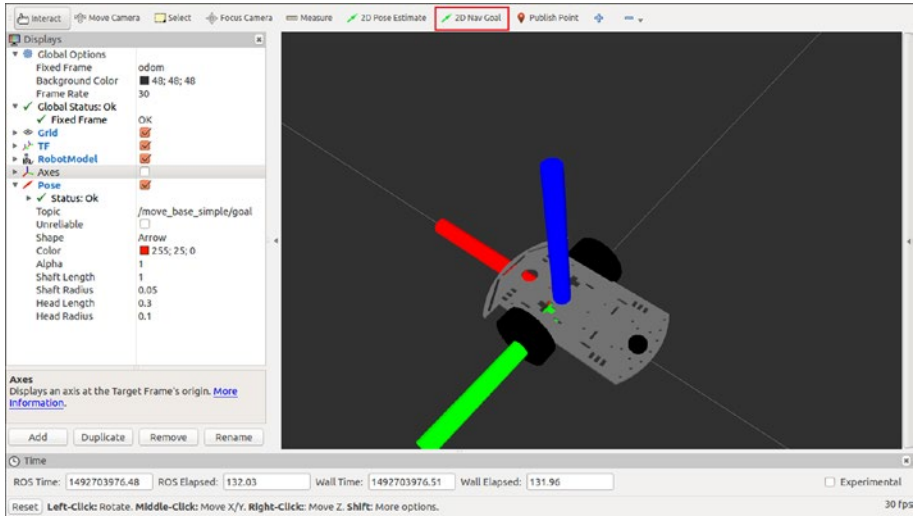 Interact Move Camera Select Focus Camera Measure 2D Pose Estimate 2D Nav Goal Publish Point
Displays
Global Options
Fixed Frame odom
Background Color 48; 48; 48
Frame Rate 30
Global Status: Ok
Fixed Frame OK
Grid
TF
RobotModel
Axes
Pose
Status: Ok
Topic /move_base_simple/goal
Unreliable
Shape Arrow
Color 255; 25; 0
Alpha 1
Shaft Length 1
Shaft Radius 0.05
Head Length 0.3
Head Radius 0.1
Axes
Displays an axis at the Target Frame's origin. More
Information.
Add Duplicate Remove Rename
Time
ROS Time: 1492703976.48 ROS Elapsed: 132.03 Wall Time: 1492703976.51 Wall Elapsed: 131.96 Experimental
Reset Left-Click: Rotate. Middle-Click: Move X/Y. Right-Click: Move Z. Shift: More options. 30 fps